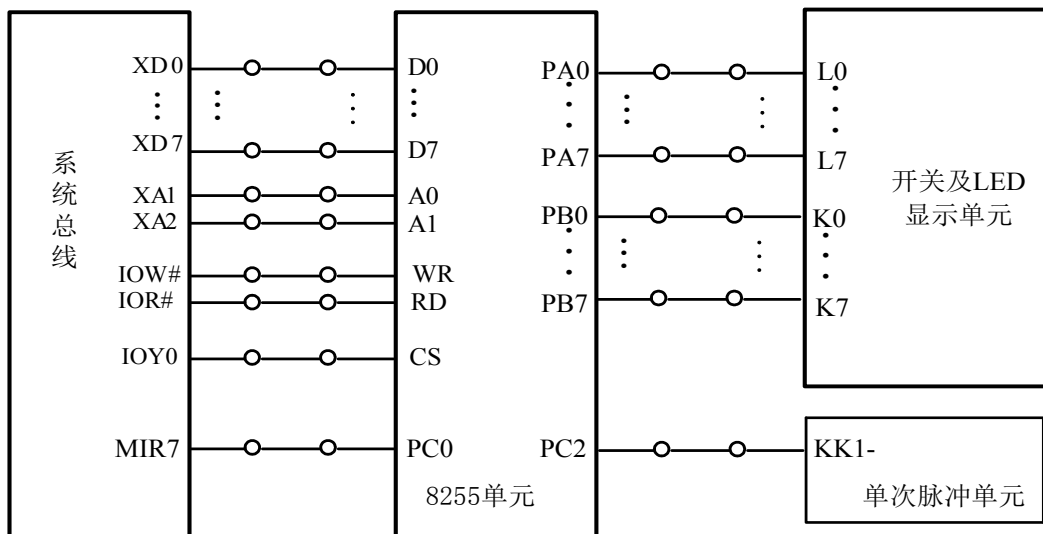 系统总线
XD0
XD7
XA1
XA2
IOW#
IOR#
IOY0
MIR7
D0
D7
A0
A1
WR
RD
CS
PC0
8255单元
PA0
PA7
PB0
PB7
PC2
L0
L7
K0
K7
开关及LED
显示单元
KK1-
单次脉冲单元